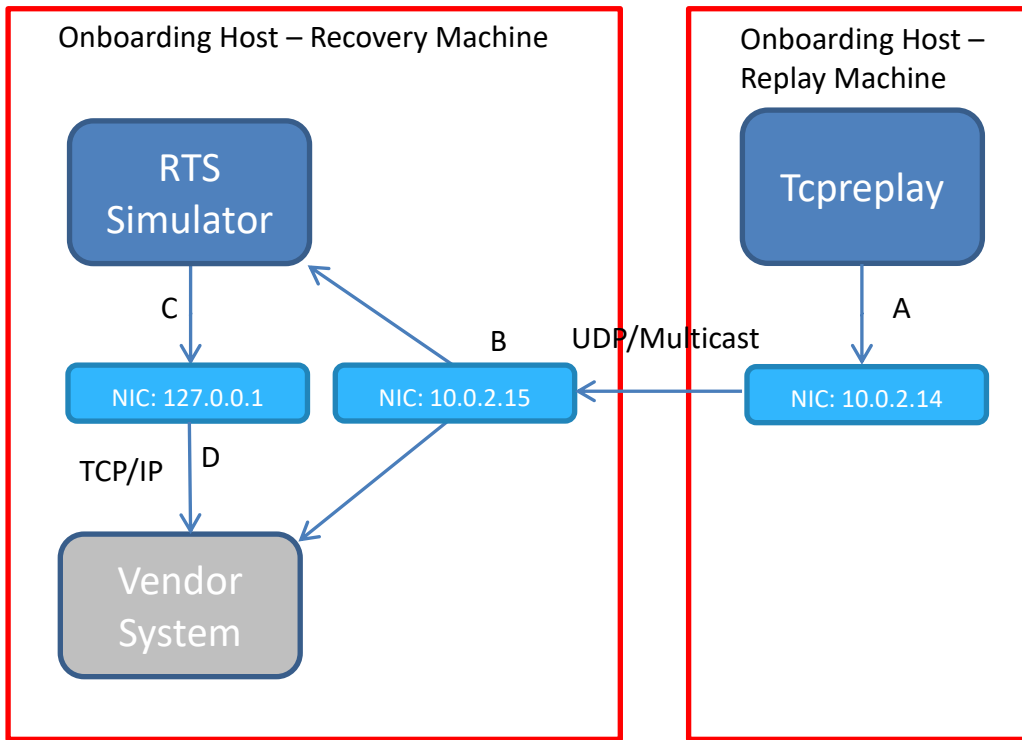 Onboarding Host – Recovery Machine
Onboarding Host –
Replay Machine
RTS
Simulator
Tcpreplay
C
B
UDP/Multicast
A
NIC: 127.0.0.1
NIC: 10.0.2.15
NIC: 10.0.2.14
TCP/IP
D
Vendor
System